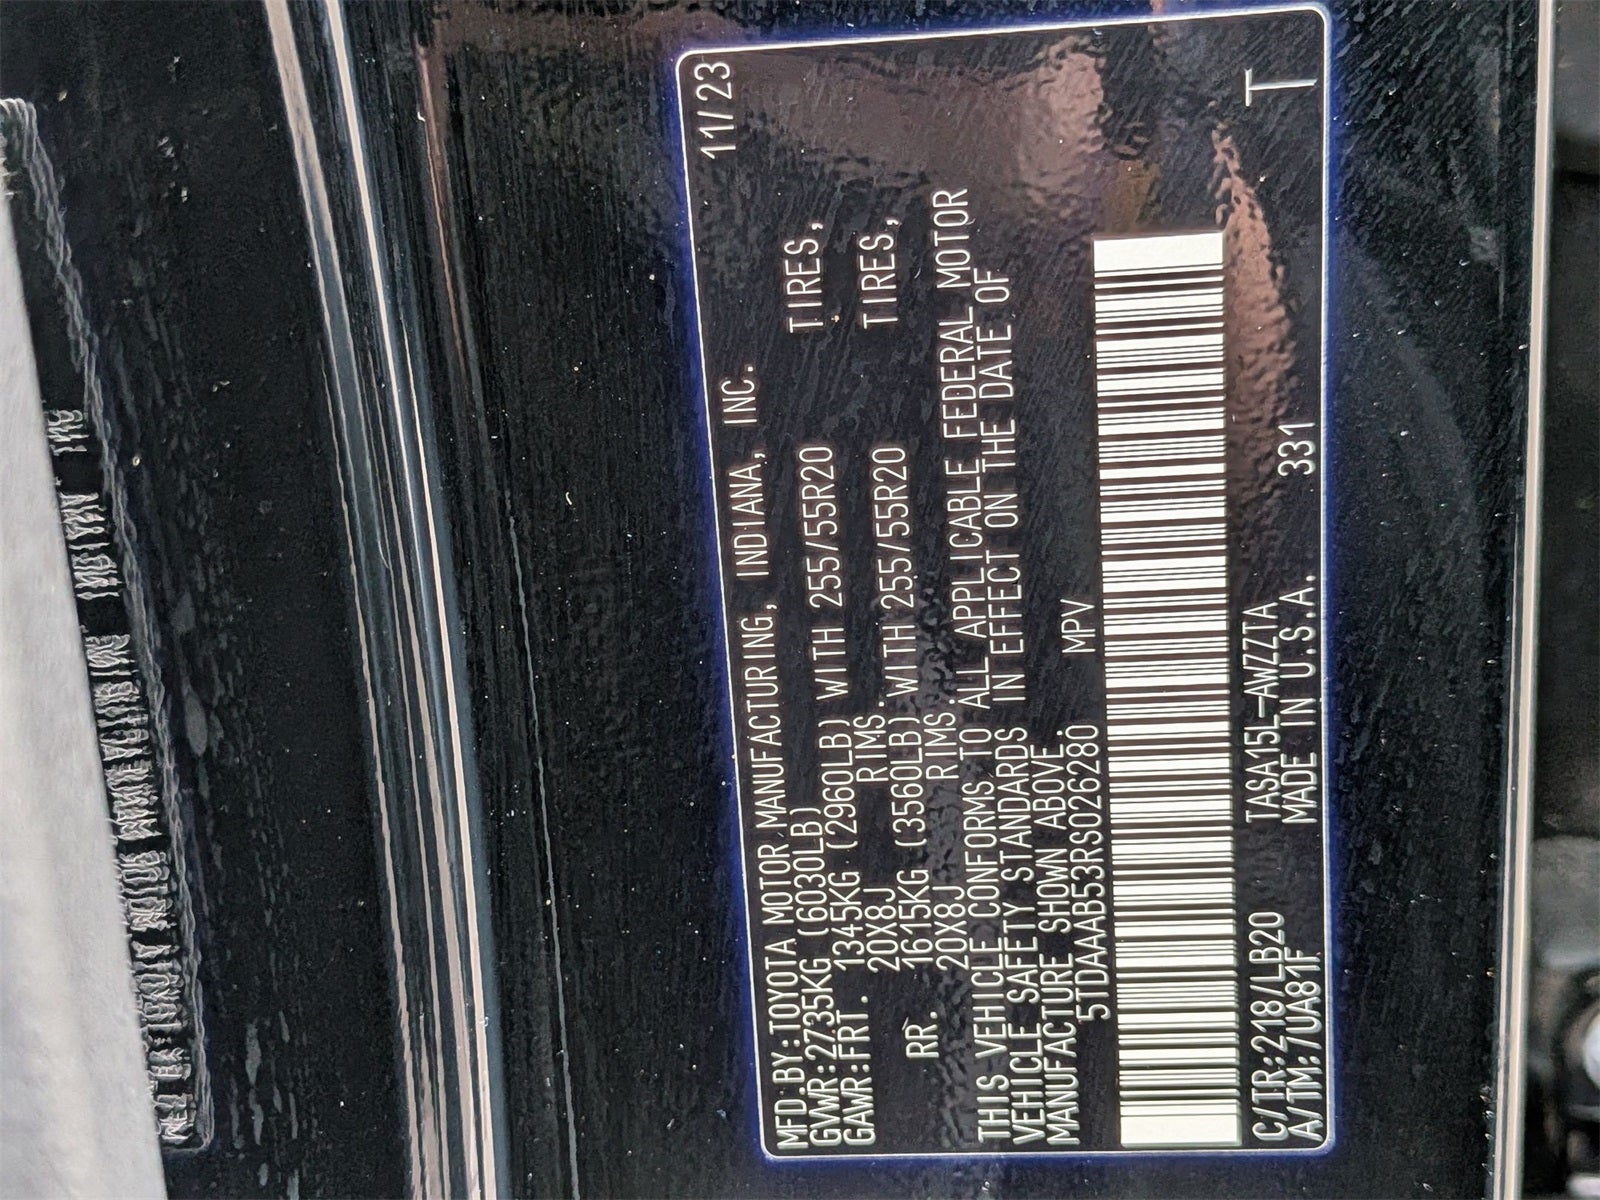 MFD.BY:TOYOTA MOTOR MANUFACTURING, INDIANA, INC. 11/23
GVWR:2735KG (6030LB)
GAWR:FRT. 1345KG (2960LB) WITH 255/55R20 TIRES,
20X8J RIMS.
RR. 1615KG (3560LB) WITH 255/55R20 TIRES,
20X8J RIMS.
THIS VEHICLE CONFORMS TO ALL APPLICABLE FEDERAL MOTOR
VEHICLE SAFETY STANDARDS IN EFFECT ON THE DATE OF
MANUFACTURE SHOWN ABOVE.
5TDAAAB53RS026280 MPV
C/TR:218/LB20 TASA15L-AWZZTA T
A/TM:/UA81F MADE IN U.S.A. 331